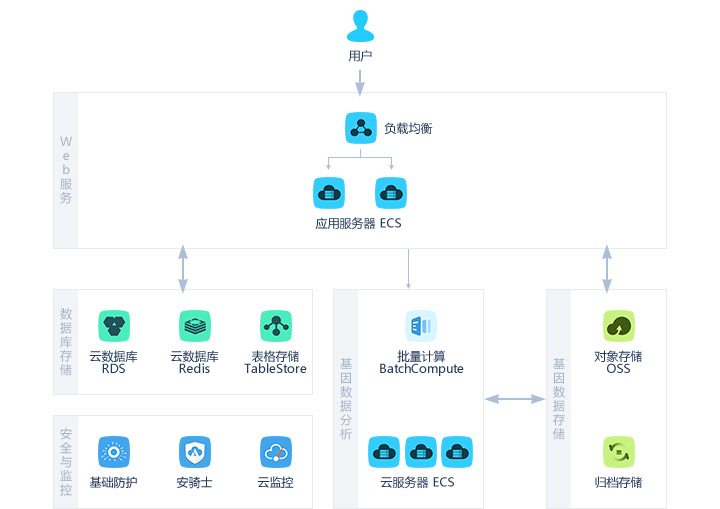 用户
Web服务
负载均衡
应用服务器 ECS
数据库存储
云数据库
RDS
云数据库
Redis
表格存储
TableStore
安全与监控
基础防护
安骑士
云监控
基因数据分析
批量计算
BatchCompute
云服务器 ECS
基因数据存储
对象存储
OSS
归档存储